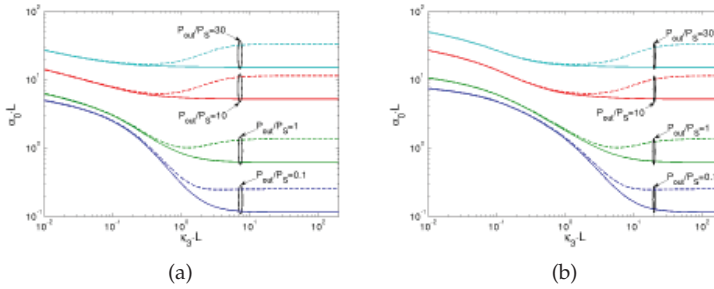 10²
P_out/P_S=30
10¹
α₀·L
P_out/P_S=10
P_out/P_S=1
10⁰
P_out/P_S=0.1
10⁻¹
10⁻² 10⁻¹ 10⁰ 10¹ 10²
κ₃·L
(a)
10²
P_out/P_S=30
10¹
α₀·L
P_out/P_S=10
P_out/P_S=1
10⁰
P_out/P_S=0.1
10⁻¹
10⁻² 10⁻¹ 10⁰ 10¹ 10²
κ₃·L
(b)